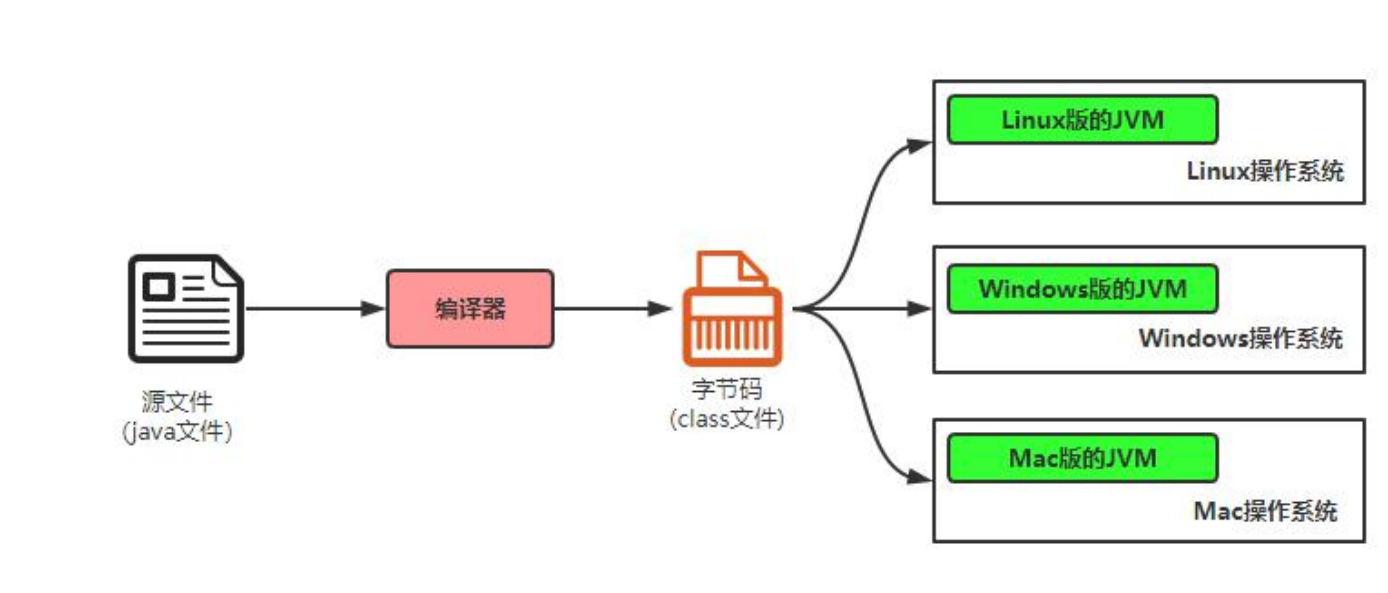 Linux版的JVM
Linux操作系统
Windows版的JVM
Windows操作系统
编译器
字节码
(class文件)
源文件
(java文件)
Mac版的JVM
Mac操作系统